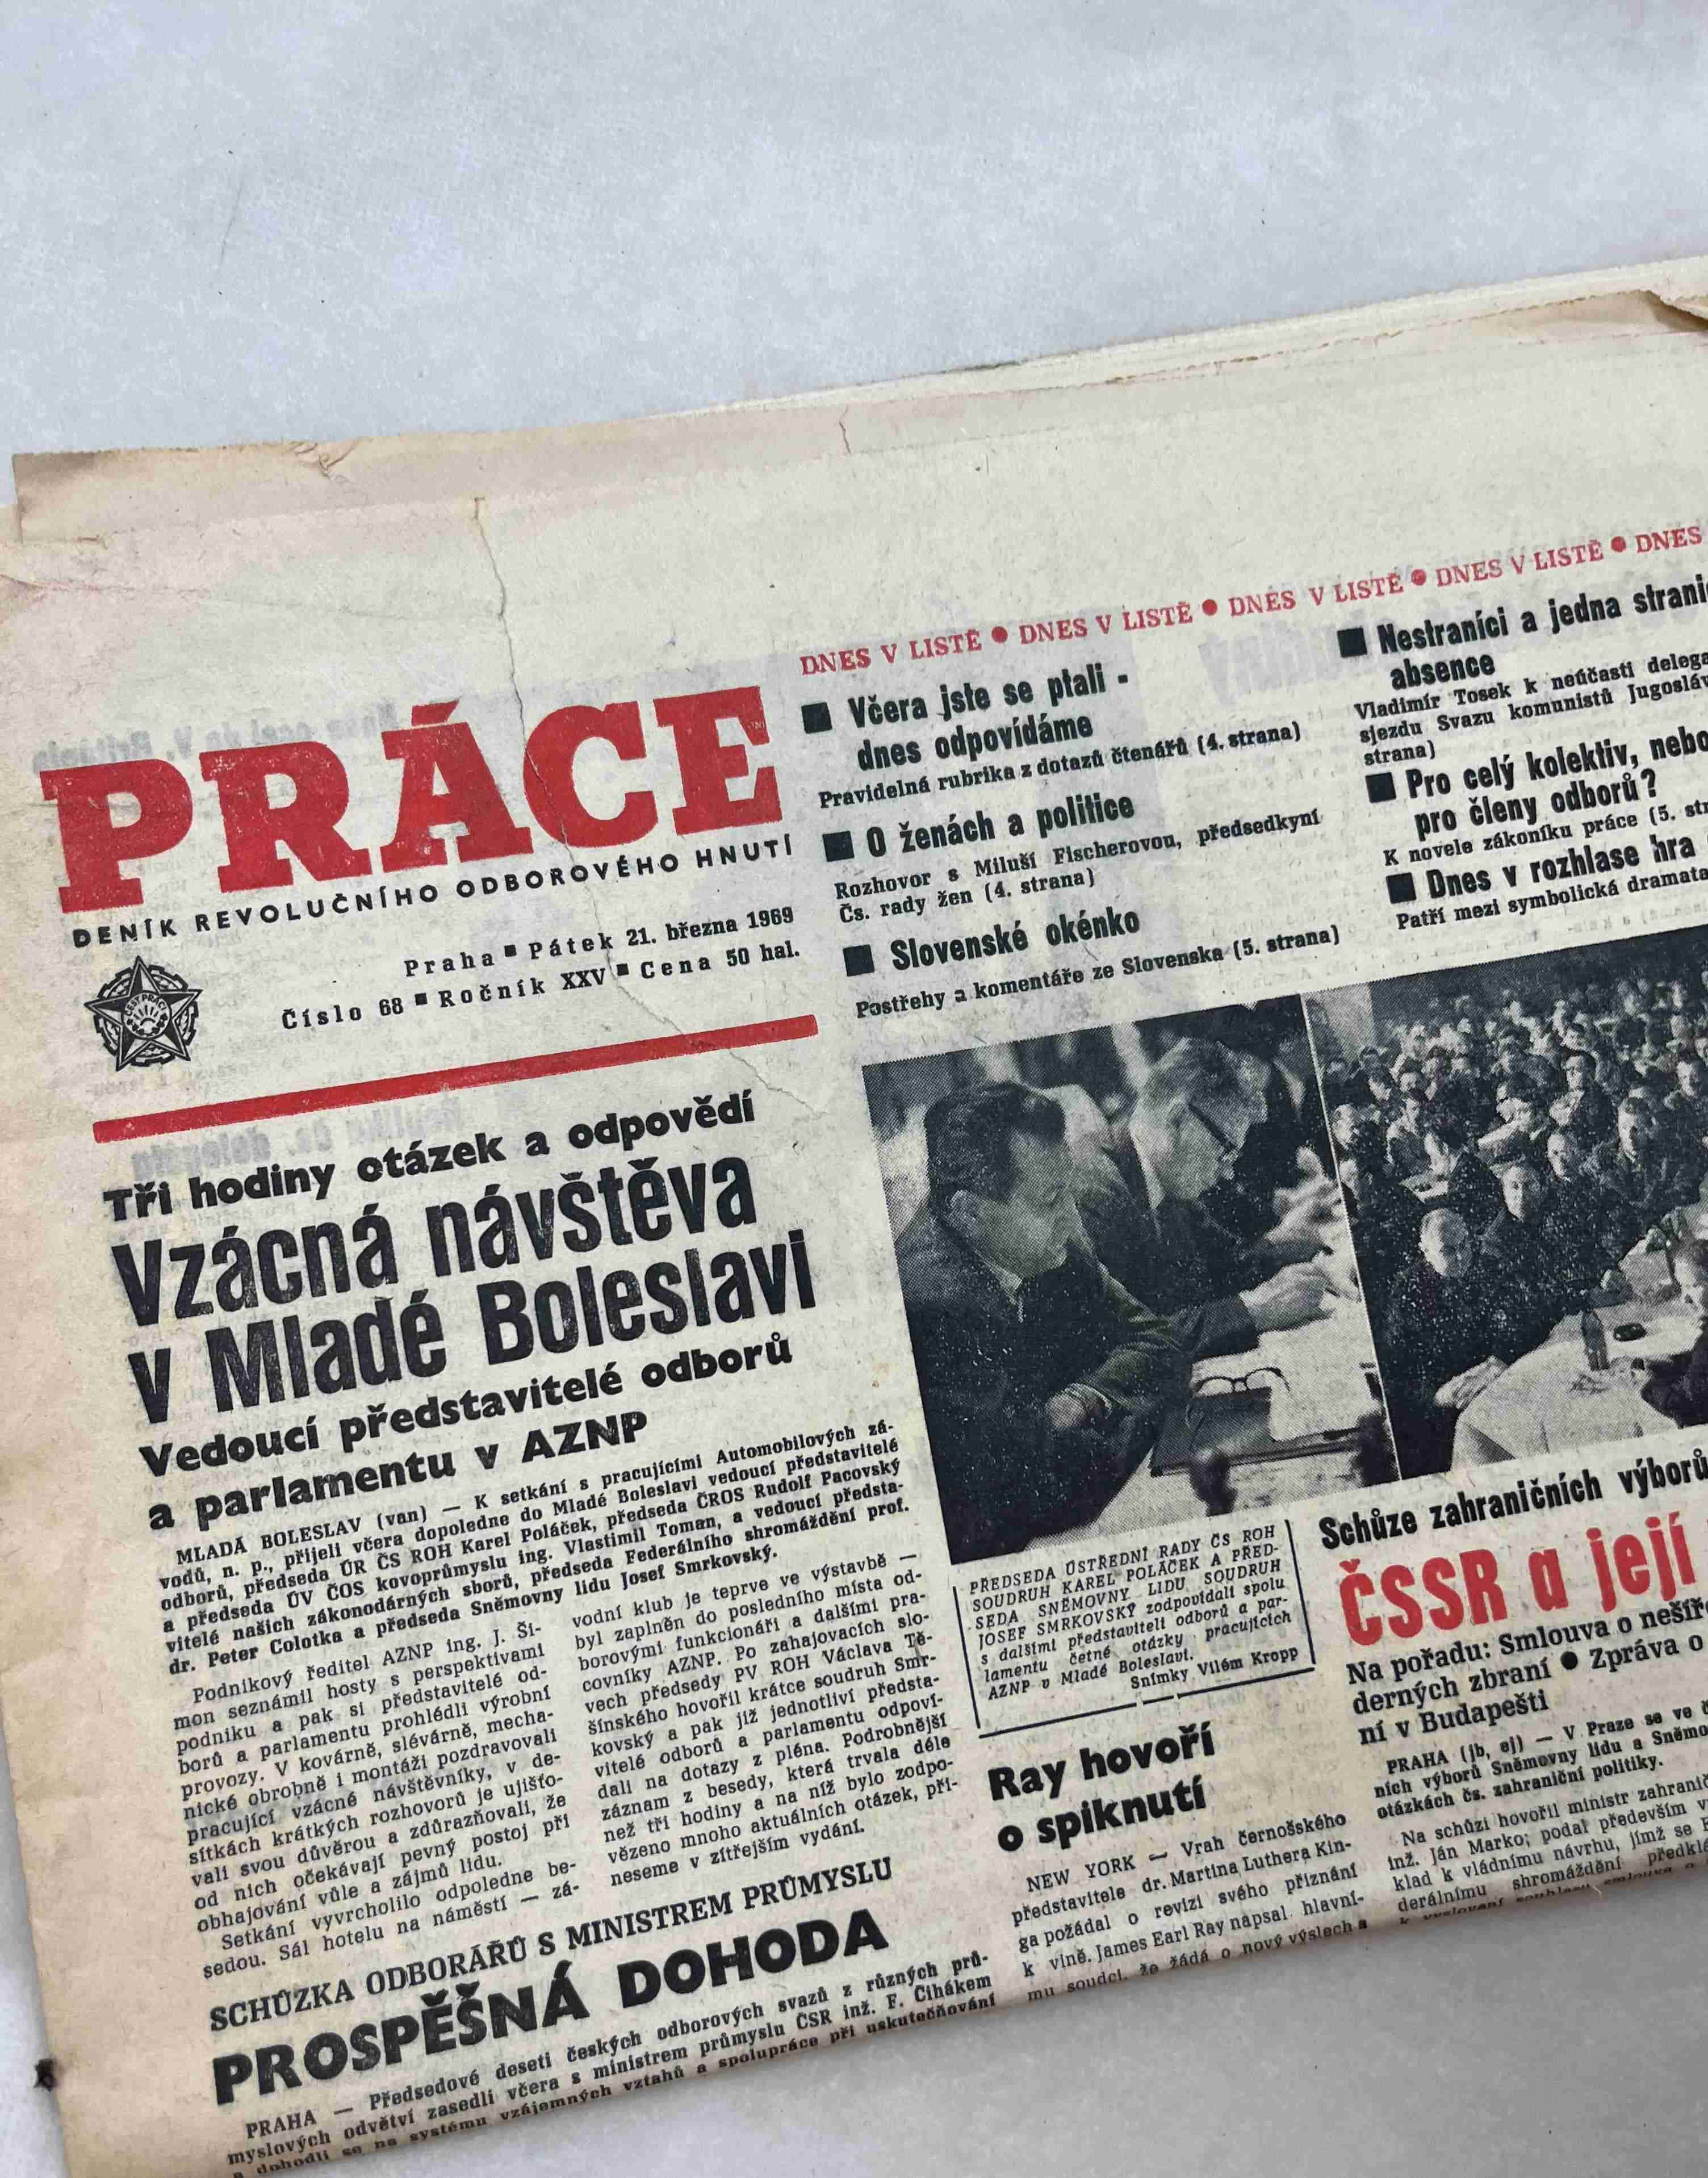 DNES V LISTĚ ● DNES V LISTĚ ● DNES V LISTĚ ● DNES V LISTĚ ● DNES
PRÁCE
DENÍK REVOLUČNÍHO ODBOROVÉHO HNUTÍ
Praha ■ Pátek 21. března 1969
Číslo 68 ■ Ročník XXV ■ Cena 50 hal.
ČEST PRÁCI
■ Včera jste se ptali -
dnes odpovídáme
Pravidelná rubrika z dotazů čtenářů (4. strana)
■ O ženách a politice
Rozhovor s Miluší Fischerovou, předsedkyní
Čs. rady žen (4. strana)
■ Slovenské okénko
Postřehy a komentáře ze Slovenska (5. strana)
■ Nestraníci a jedna
absence
Vladimír Tosek k neúčasti
sjezdu Svazu komunistů
strana)
■ Pro celý kolektiv, nebo
pro členy odborů?
K novele zákoníku práce (5.
■ Dnes v rozhlase hra
Patří mezi symbolická
Tři hodiny otázek a odpovědí
Vzácná návštěva
v Mladé Boleslavi
Vedoucí představitelé odborů
a parlamentu v AZNP
MLADÁ BOLESLAV (van) — K setkání s pracujícími Automobilových zá-
vodů, n. p., přijeli včera dopoledne do Mladé Boleslavi vedoucí představitelé
odborů, předseda ÚR ČS ROH Karel Poláček, předseda ČROS Rudolf Pacovský
a předseda ÚV ČOS kovoprůmyslu ing. Vlastimil Toman, a vedoucí předsta-
vitelé našich zákonodárných sborů, předseda Federálního shromáždění prof.
dr. Peter Colotka a předseda Sněmovny lidu Josef Smrkovský.
Podnikový ředitel AZNP ing. J. Ši-
mon seznámil hosty s perspektivami
podniku a pak si představitelé od-
borů a parlamentu prohlédli výrobní
provozy. V kovárně, slévárně, mecha-
nické obrobně i montáži pozdravovali
pracující vzácné návštěvníky, v de-
sítkách krátkých rozhovorů je ujišťo-
vali svou důvěrou a zdůrazňovali, že
od nich očekávají pevný postoj při
obhajování vůle a zájmů lidu.
Setkání vyvrcholilo odpoledne be-
sedou. Sál hotelu na náměstí — zá-
vodní klub je teprve ve výstavbě —
byl zaplněn do posledního místa od-
borovými funkcionáři a dalšími pra-
covníky AZNP. Po zahajovacích slo-
vech předsedy PV ROH Václava Tě-
šínského hovořil krátce soudruh Smr-
kovský a pak již jednotliví předsta-
vitelé odborů a parlamentu odpoví-
dali na dotazy z pléna. Podrobnější
záznam z besedy, která trvala déle
než tři hodiny a na níž bylo zodpo-
vězeno mnoho aktuálních otázek, při-
neseme v zítřejším vydání.
SCHŮZKA ODBORÁŘŮ S MINISTREM PRŮMYSLU
PROSPĚŠNÁ DOHODA
PRAHA — Předsedové deseti českých odborových svazů z různých prů-
myslových odvětví zasedli včera s ministrem průmyslu ČSR inž. F. Čihákem
a dohodli se na systému vzájemných vztahů a spolupráce při uskutečňování
PŘEDSEDA ÚSTŘEDNÍ RADY ČS ROH
SOUDRUH KAREL POLÁČEK A PŘED-
SEDA SNĚMOVNY LIDU SOUDRUH
JOSEF SMRKOVSKÝ zodpovídali spolu
s dalšími představiteli odborů a par-
lamentu četné otázky pracujících
AZNP v Mladé Boleslavi.
Snímky Vilém Kropp
Ray hovoří
o spiknutí
NEW YORK — Vrah černošského
představitele dr. Martina Luthera Kin-
ga požádal o revizi svého přiznání
k vině. James Earl Ray napsal hlavní-
mu soudci, že žádá o nový výslech a
Schůze zahraničních výborů
ČSSR a její
Na pořadu: Smlouva o
derných zbraní ● Zpráva o
ní v Budapešti
PRAHA (jb, ej) — V Praze se ve
ních výborů Sněmovny lidu a
otázkách čs. zahraniční politiky.
Na schůzi hovořil ministr
inž. Ján Marko; podal především
klad k vládnímu návrhu, jímž se
derálnímu shromáždění